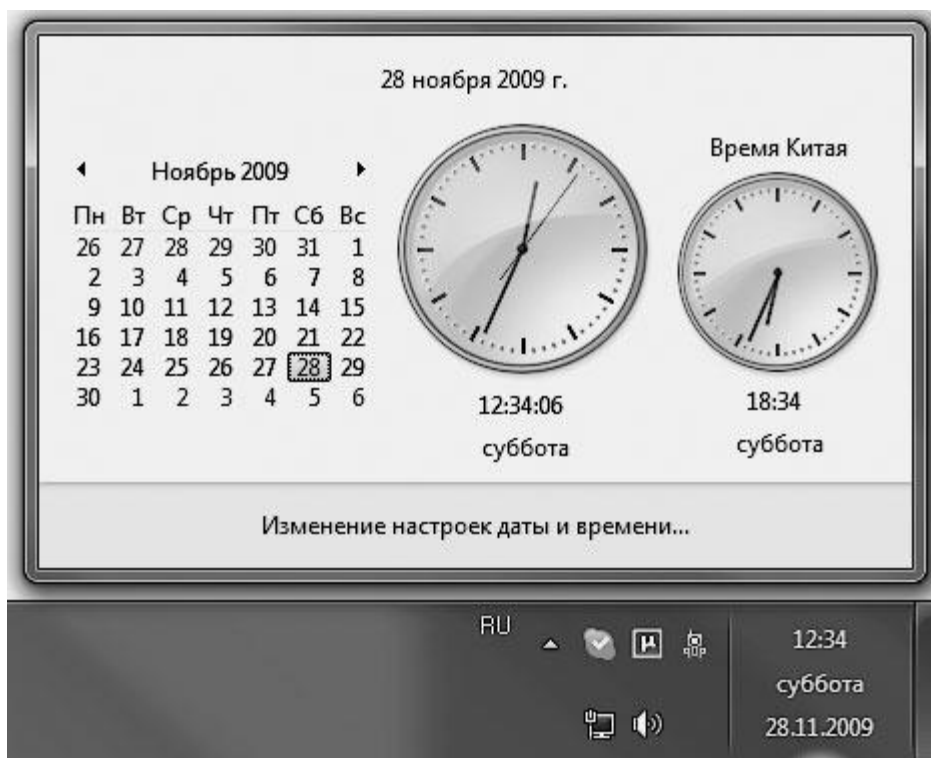 28 ноября 2009 г.
Ноябрь 2009
Пн Вт Ср Чт Пт Сб Вс
26 27 28 29 30 31 1
2 3 4 5 6 7 8
9 10 11 12 13 14 15
16 17 18 19 20 21 22
23 24 25 26 27 28 29
30 1 2 3 4 5 6
12:34:06
суббота
Время Китая
18:34
суббота
Изменение настроек даты и времени...
RU
µ
12:34
суббота
28.11.2009